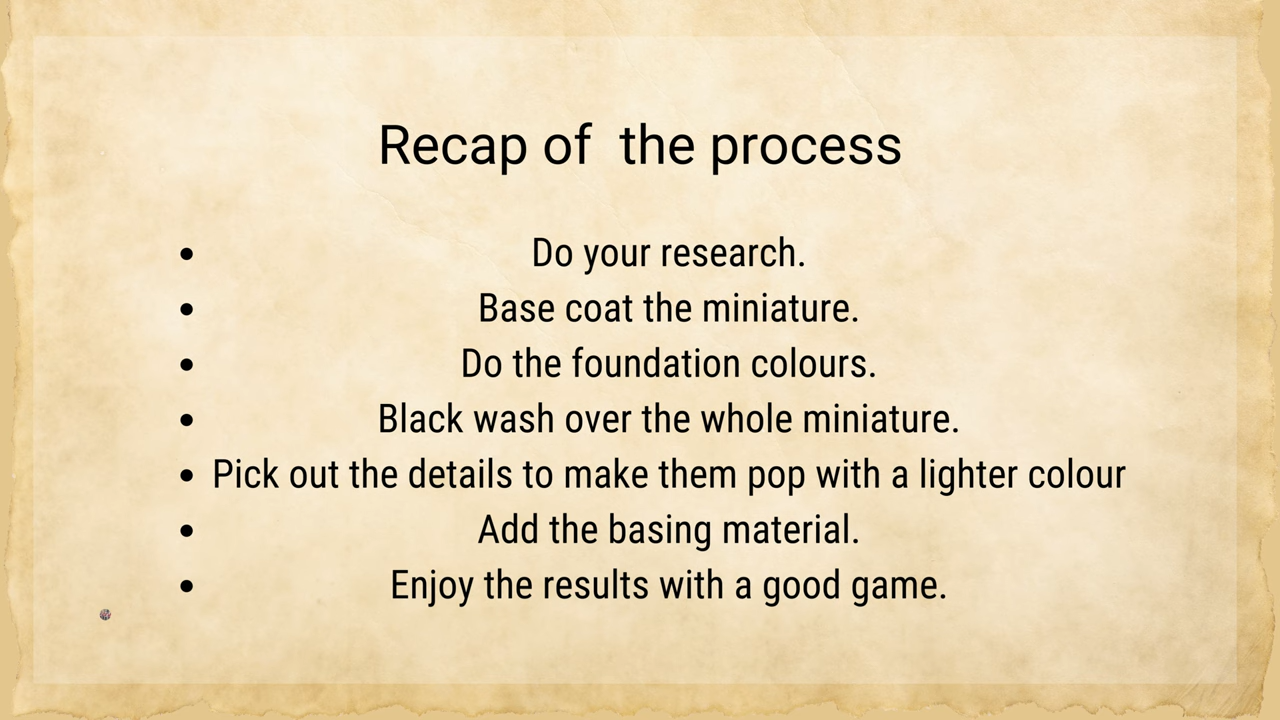 Recap of  the process
• Do your research.
• Base coat the miniature.
• Do the foundation colours.
• Black wash over the whole miniature.
• Pick out the details to make them pop with a lighter colour
• Add the basing material.
• Enjoy the results with a good game.